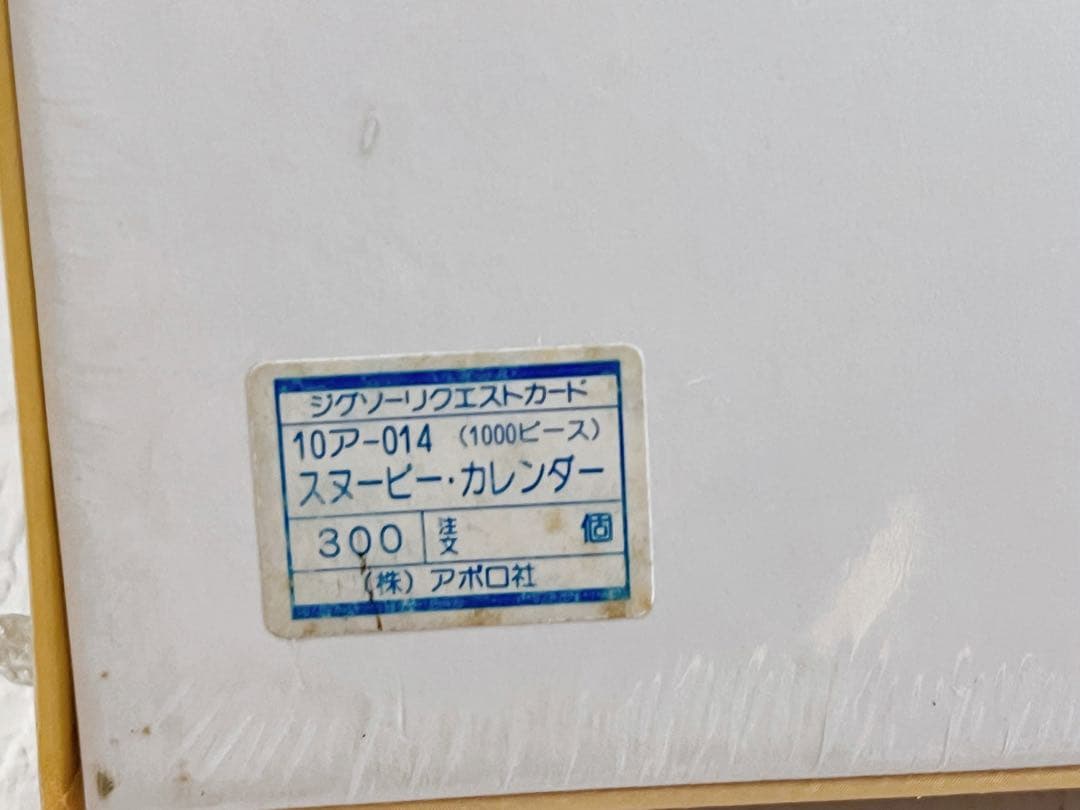 ジグソーリクエストカード
10ア-014 (1000ピース)
スヌーピー・カレンダー
300 注文 個
(株) アポロ社